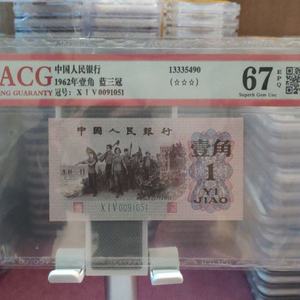 ACG
NG GUARANTY
中国人民银行
1962年壹角 蓝三冠
冠号: X I V 0091051
13335490
(☆☆☆)
67 EPQ
Superb Gem Unc
中国人民银行
壹角
1
YI
JIAO
X I V 0091051